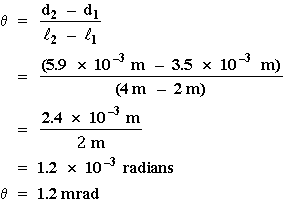 θ = (d₂ − d₁) / (ℓ₂ − ℓ₁)
= (5.9 × 10⁻³ m − 3.5 × 10⁻³ m) / (4 m − 2 m)
= 2.4 × 10⁻³ m / 2 m
= 1.2 × 10⁻³ radians
θ = 1.2 mrad